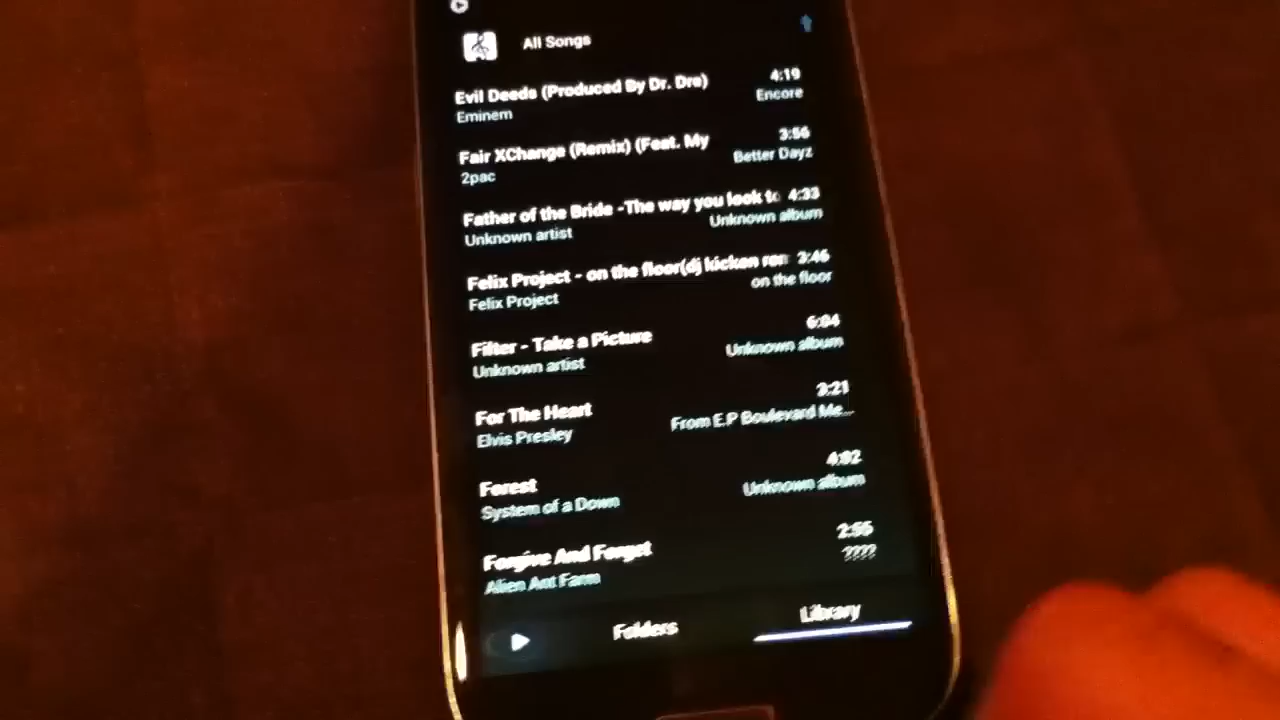 All Songs
Evil Deeds (Produced By Dr. Dre) 4:19
Eminem Encore
Fair XChange (Remix) (Feat. My 3:56
2pac Better Dayz
Father of the Bride -The way you look to 4:33
Unknown artist Unknown album
Felix Project - on the floor(dj kicken rem 3:46
Felix Project on the floor
Filter - Take a Picture 6:04
Unknown artist Unknown album
For The Heart 3:21
Elvis Presley From E.P Boulevard Me...
Forest 4:02
System of a Down Unknown album
Forgive And Forget 2:55
Alien Ant Farm ????
Folders Library